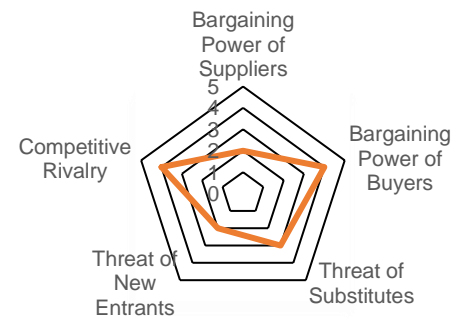 Bargaining
Power of
Suppliers
5
4
3
2
1
0
Bargaining
Power of
Buyers
Threat of
Substitutes
Threat of
New
Entrants
Competitive
Rivalry